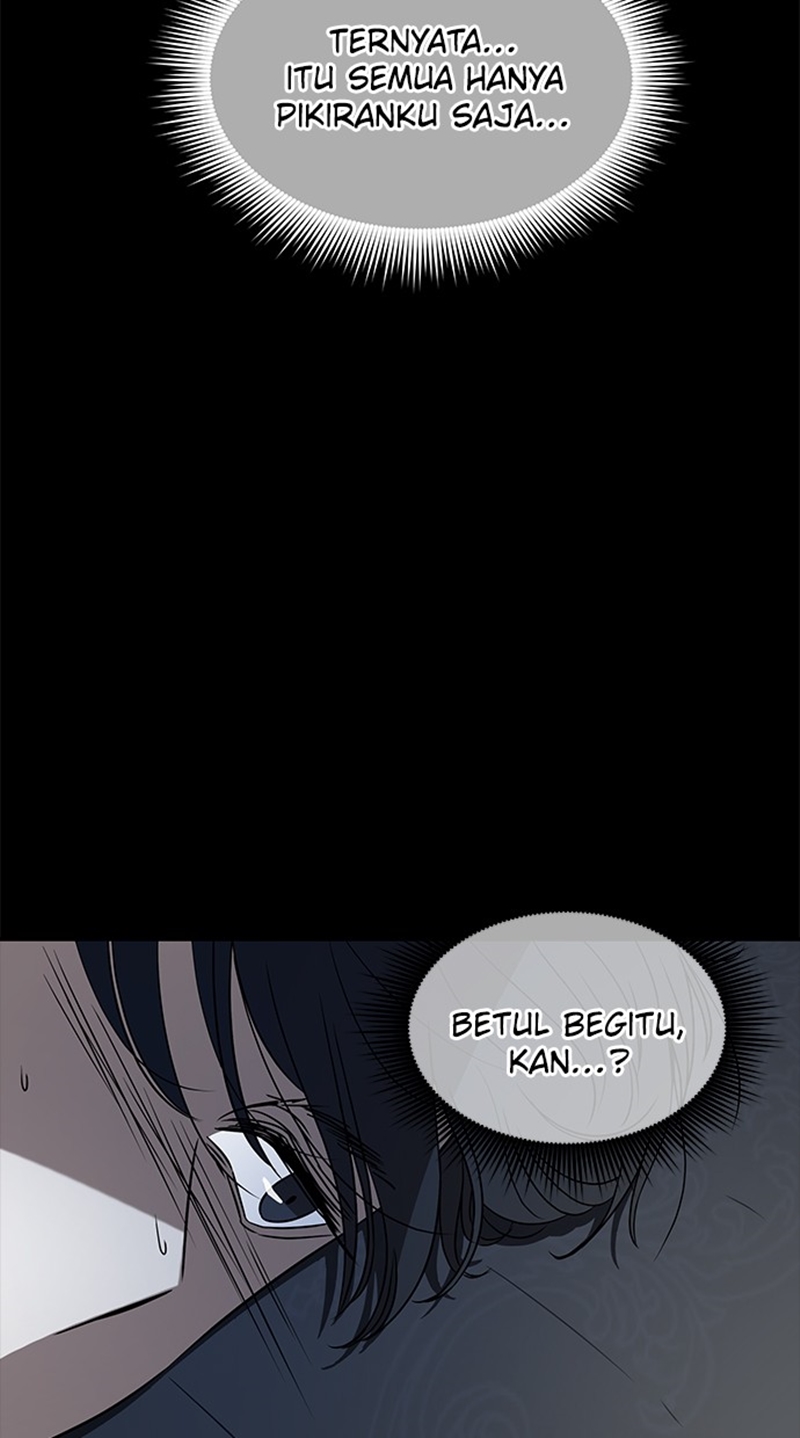 TERNYATA...
ITU SEMUA HANYA
PIKIRANKU SAJA...
BETUL BEGITU,
KAN...?